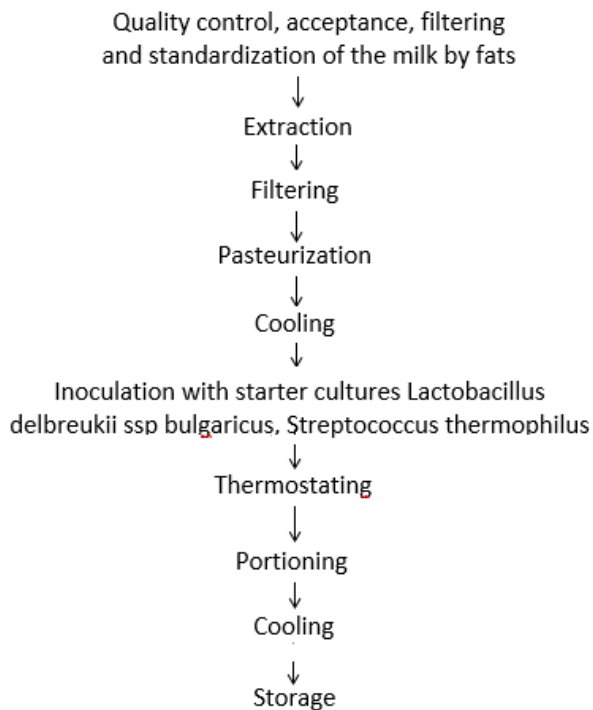 Quality control, acceptance, filtering
and standardization of the milk by fats
Extraction
Filtering
Pasteurization
Cooling
Inoculation with starter cultures Lactobacillus
delbreukii ssp bulgaricus, Streptococcus thermophilus
Thermostating
Portioning
Cooling
Storage